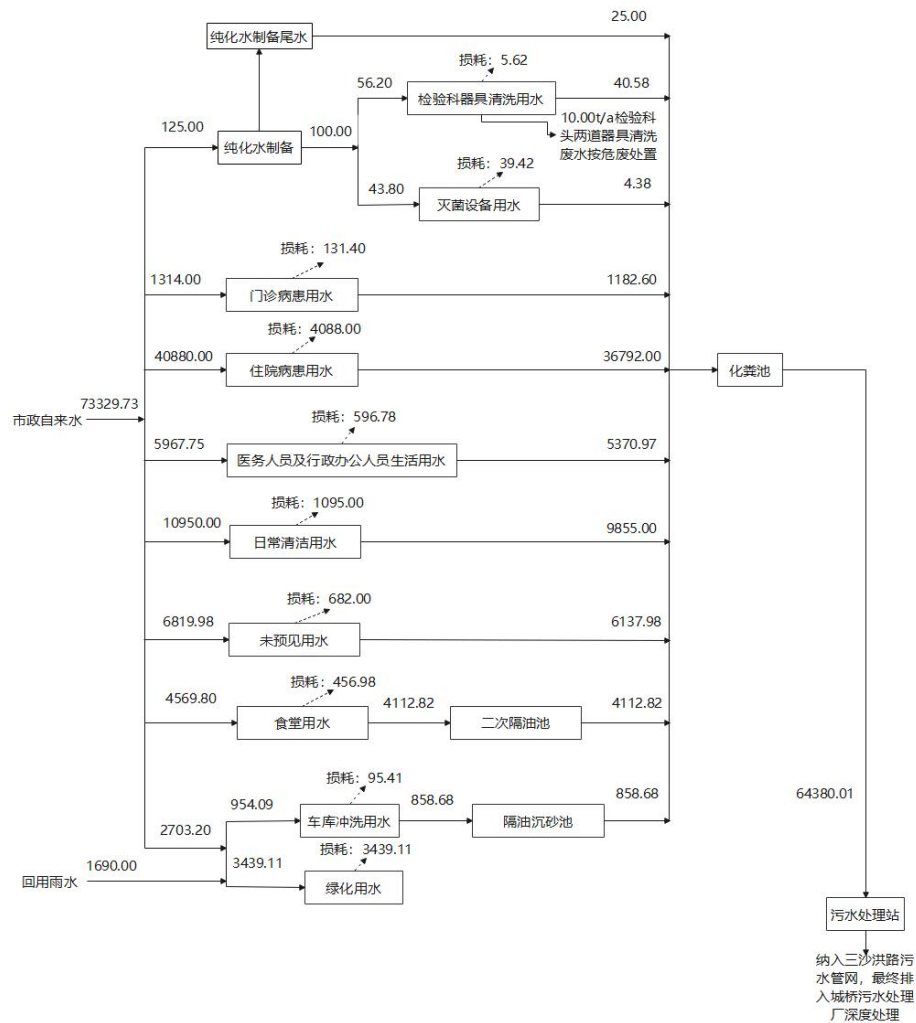 25.00
纯化水制备尾水
损耗：5.62
56.20
40.58
检验科器具清洗用水
10.00t/a检验科
头两道器具清洗
废水按危废处置
125.00
100.00
纯化水制备
损耗：39.42
43.80
4.38
灭菌设备用水
损耗：131.40
1314.00
1182.60
门诊病患用水
损耗：4088.00
40880.00
36792.00
住院病患用水
化粪池
73329.73
市政自来水
损耗：596.78
5967.75
5370.97
医务人员及行政办公人员生活用水
损耗：1095.00
10950.00
9855.00
日常清洁用水
损耗：682.00
6819.98
6137.98
未预见用水
损耗：456.98
4569.80
4112.82
4112.82
食堂用水
二次隔油池
损耗：95.41
954.09
858.68
858.68
64380.01
车库冲洗用水
隔油沉砂池
2703.20
损耗：3439.11
3439.11
1690.00
回用雨水
绿化用水
污水处理站
纳入三沙洪路污
水管网，最终排
入城桥污水处理
厂深度处理